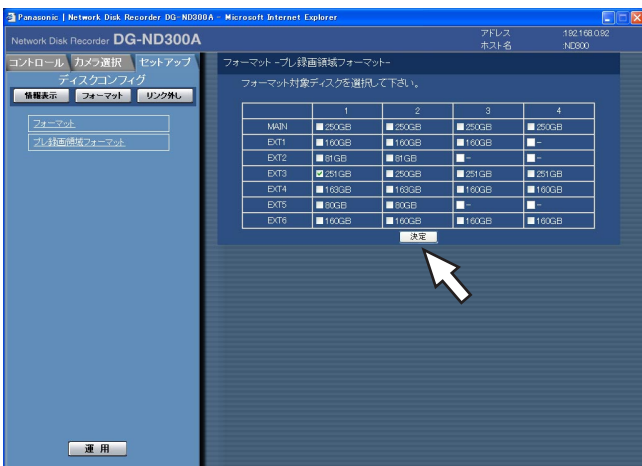 Panasonic | Network Disk Recorder DG-ND300A - Microsoft Internet Explorer
Network Disk Recorder DG-ND300A
アドレス :192.168.0.92
ホスト名 :ND300
コントロール カメラ選択 セットアップ
ディスクコンフィグ
情報表示 フォーマット リンク外し
フォーマット
プレ録画領域フォーマット
運用
フォーマット -プレ録画領域フォーマット-
フォーマット対象ディスクを選択して下さい。
1 2 3 4
MAIN 250GB 250GB 250GB 250GB
EXT1 160GB 160GB 160GB -
EXT2 81GB 81GB - -
EXT3 251GB 250GB 251GB 251GB
EXT4 163GB 163GB 160GB 160GB
EXT5 80GB 80GB - -
EXT6 160GB 160GB 160GB 160GB
決定